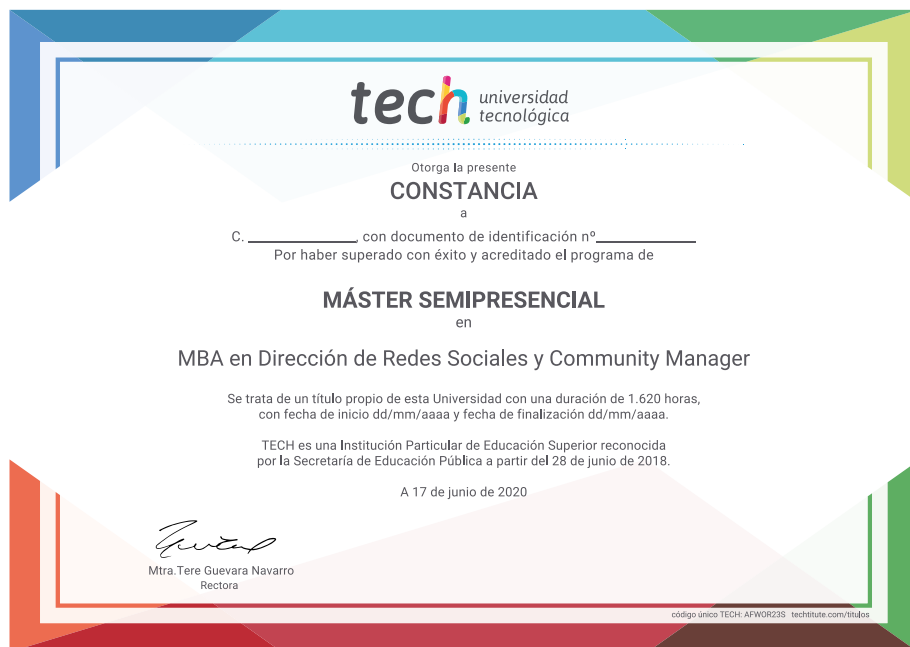 tech universidad
tecnológica
Otorga la presente
CONSTANCIA
a
C. ____________, con documento de identificación nº____________
Por haber superado con éxito y acreditado el programa de
MÁSTER SEMIPRESENCIAL
en
MBA en Dirección de Redes Sociales y Community Manager
Se trata de un título propio de esta Universidad con una duración de 1.620 horas,
con fecha de inicio dd/mm/aaaa y fecha de finalización dd/mm/aaaa.
TECH es una Institución Particular de Educación Superior reconocida
por la Secretaría de Educación Pública a partir del 28 de junio de 2018.
A 17 de junio de 2020
Mtra.Tere Guevara Navarro
Rectora
código único TECH: AFWOR23S techtitute.com/titulos